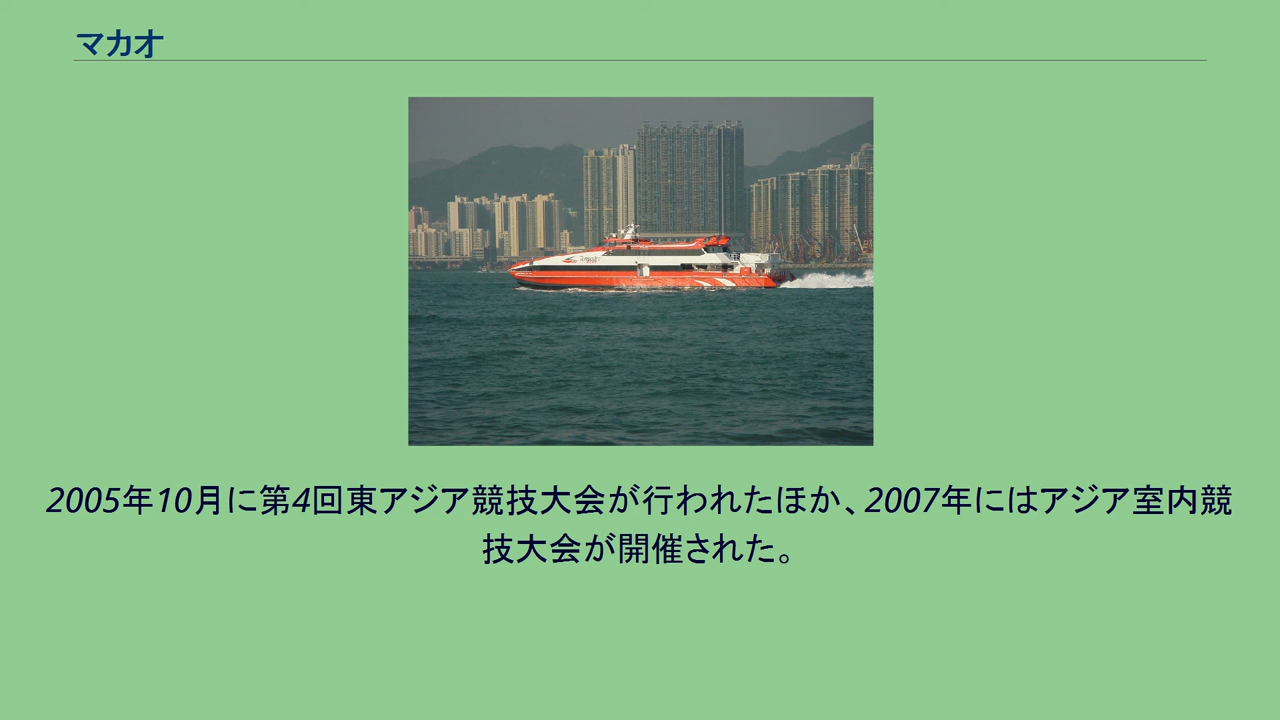 マカオ
2005年10月に第4回東アジア競技大会が行われたほか、2007年にはアジア室内競
技大会が開催された。